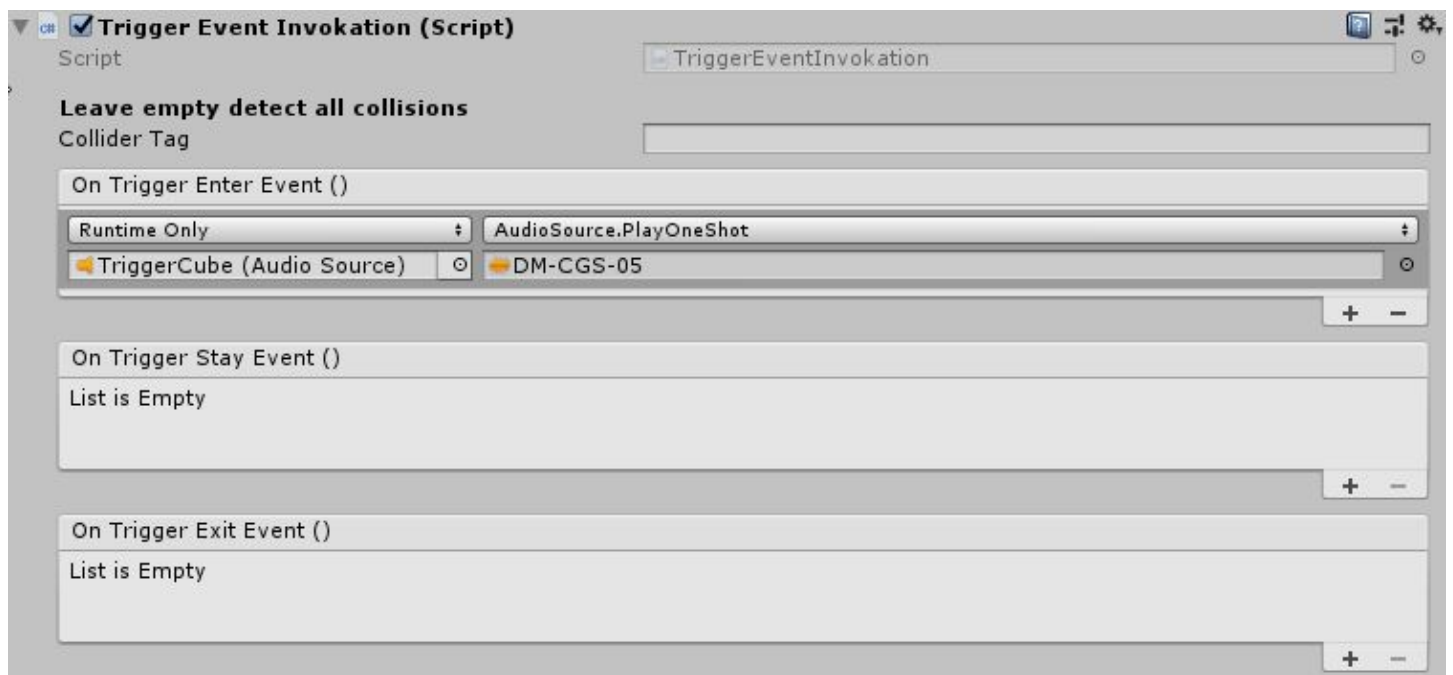 Trigger Event Invokation (Script)
Script TriggerEventInvokation
Leave empty detect all collisions
Collider Tag
On Trigger Enter Event ()
Runtime Only AudioSource.PlayOneShot
TriggerCube (Audio Source) DM-CGS-05
+ −
On Trigger Stay Event ()
List is Empty
+ −
On Trigger Exit Event ()
List is Empty
+ −